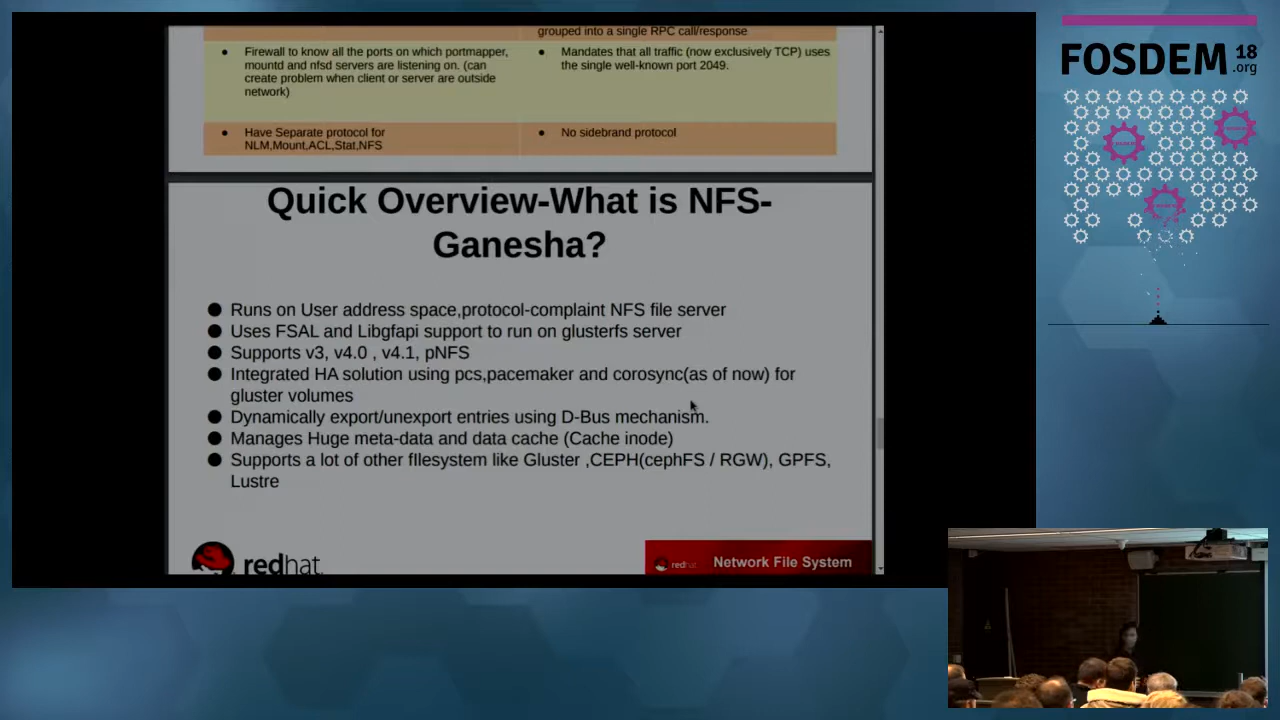 grouped into a single RPC call/response
● Firewall to know all the ports on which portmapper,
mountd and nfsd servers are listening on. (can
create problem when client or server are outside
network)
● Mandates that all traffic (now exclusively TCP) uses
the single well-known port 2049.
● Have Separate protocol for
NLM,Mount,ACL,Stat,NFS
● No sidebrand protocol
Quick Overview-What is NFS-
Ganesha?
● Runs on User address space,protocol-complaint NFS file server
● Uses FSAL and Libgfapi support to run on glusterfs server
● Supports v3, v4.0 , v4.1, pNFS
● Integrated HA solution using pcs,pacemaker and corosync(as of now) for
gluster volumes
● Dynamically export/unexport entries using D-Bus mechanism.
● Manages Huge meta-data and data cache (Cache inode)
● Supports a lot of other fIlesystem like Gluster ,CEPH(cephFS / RGW), GPFS,
Lustre
redhat.
redhat. Network File System
FOSDEM 18
.org